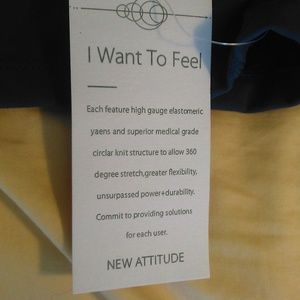 I Want To Feel
Each feature high gauge elastomeric
yaens and superior medical grade
circlar knit structure to allow 360
degree stretch,greater flexibility,
unsurpassed power+durability.
Commit to providing solutions
for each user.
NEW ATTITUDE